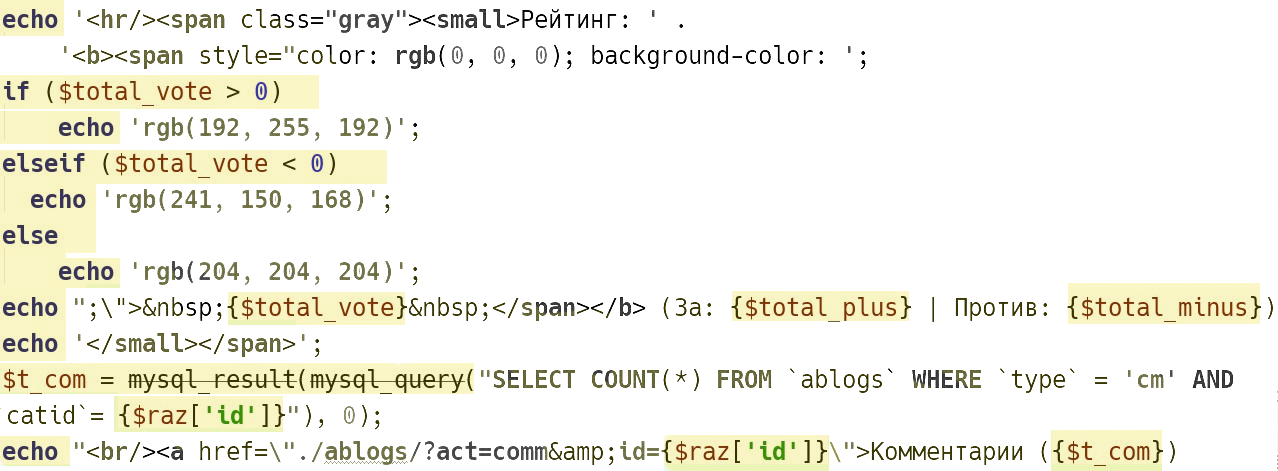 echo '<hr/><span class="gray"><small>Рейтинг: ' .
'<b><span style="color: rgb(0, 0, 0); background-color: ';
if ($total_vote > 0)
echo 'rgb(192, 255, 192)';
elseif ($total_vote < 0)
echo 'rgb(241, 150, 168)';
else
echo 'rgb(204, 204, 204)';
echo ";\">&nbsp;{$total_vote}&nbsp;</span></b> (За: {$total_plus} | Против: {$total_minus})
echo '</small></span>';
$t_com = mysql_result(mysql_query("SELECT COUNT(*) FROM `ablogs` WHERE `type` = 'cm' AND
catid`= {$raz['id']}"), 0);
echo "<br/><a href=\"./ablogs/?act=comm&amp;id={$raz['id']}\">Комментарии ({$t_com})